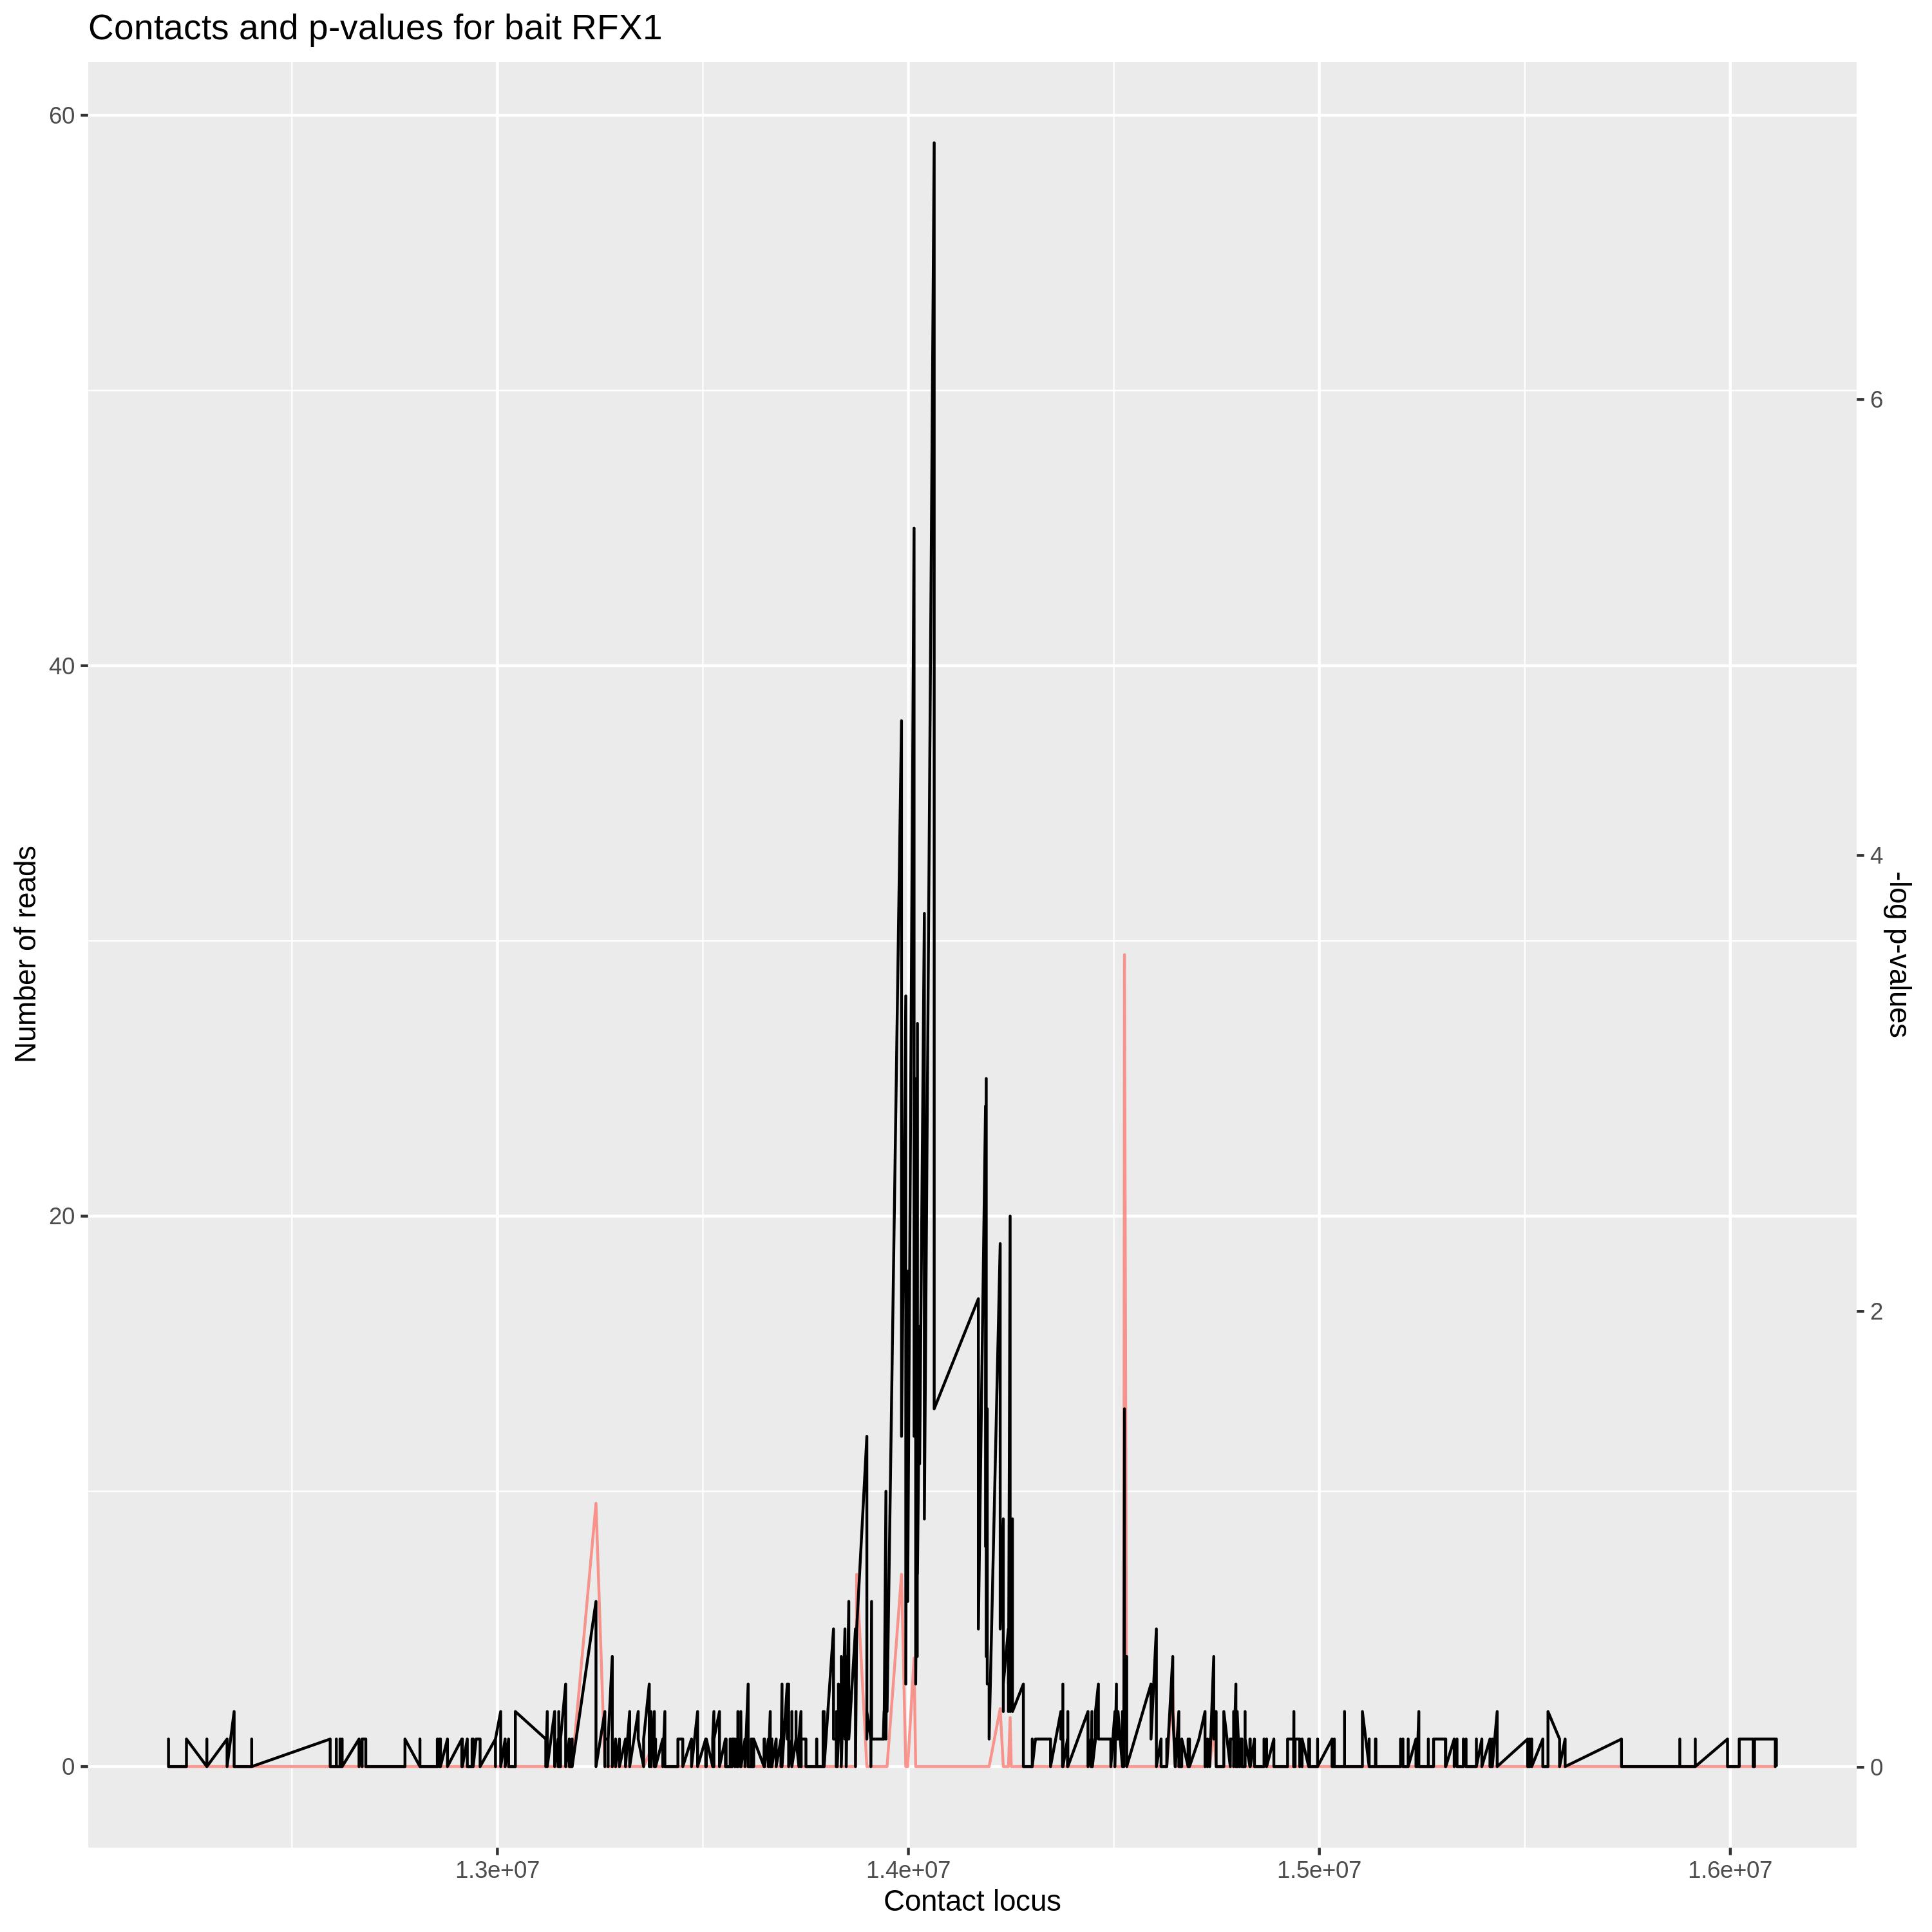 Contacts and p-values for bait RFX1
60
40
20
0
Number of reads
6
4
2
0
-log p-values
1.3e+07
1.4e+07
1.5e+07
1.6e+07
Contact locus